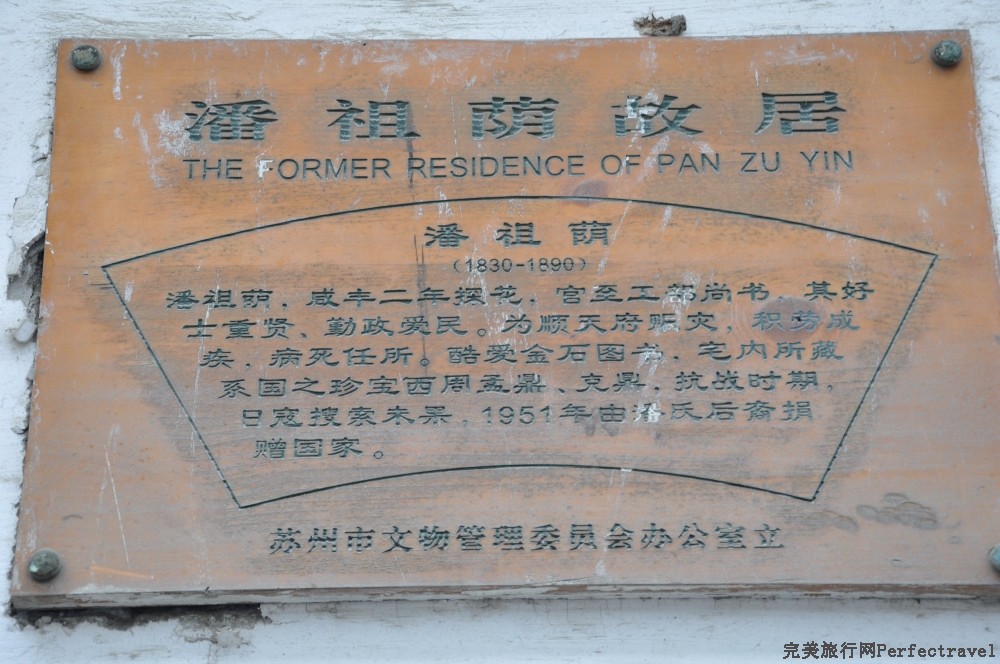 潘祖荫故居
THE FORMER RESIDENCE OF PAN ZU YIN
潘祖荫
(1830-1890)
潘祖荫，咸丰二年探花，官至工部尚书，其好
士重贤、勤政爱民。为顺天府赈灾，积劳成
疾，病死任所。酷爱金石图书，宅内所藏
系国之珍宝西周孟鼎、克鼎，抗战时期，
日寇搜索未果，1951年由潘氏后裔捐
赠国家。
苏州市文物管理委员会办公室立
完美旅行网Perfectravel